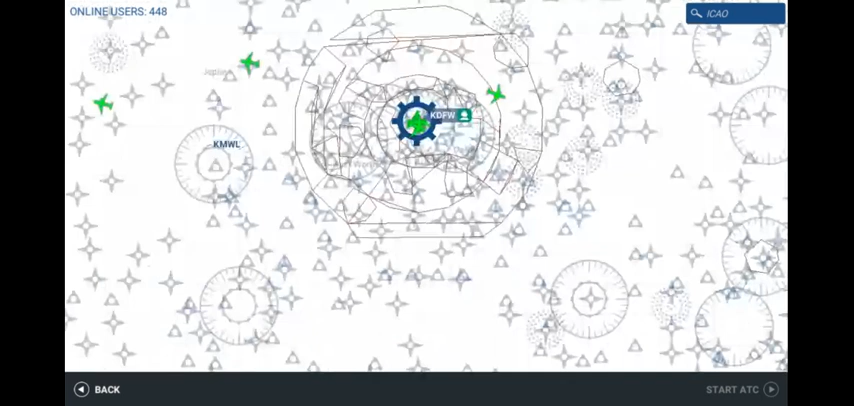 ONLINE USERS: 448
ICAO
KDFW
KMWL
BACK
START ATC